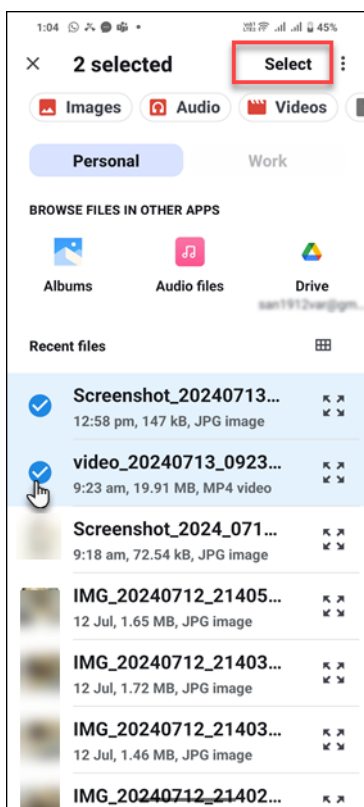 1:04 45%
2 selected Select
Images Audio Videos
Personal Work
BROWSE FILES IN OTHER APPS
Albums Audio files Drive
Recent files
Screenshot_20240713...
12:58 pm, 147 kB, JPG image
video_20240713_0923...
9:23 am, 19.91 MB, MP4 video
Screenshot_2024_071...
9:18 am, 72.54 kB, JPG image
IMG_20240712_21405...
12 Jul, 1.65 MB, JPG image
IMG_20240712_21403...
12 Jul, 1.72 MB, JPG image
IMG_20240712_21403...
12 Jul, 1.46 MB, JPG image
IMG_20240712_21402...